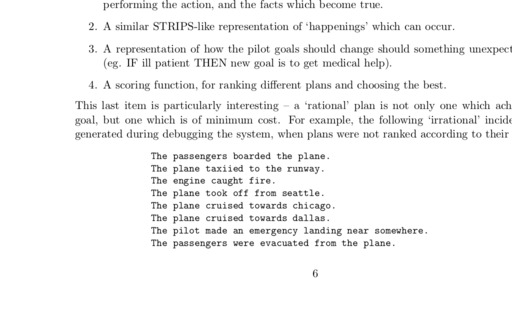 performing the action, and the facts which become true.
2. A similar STRIPS-like representation of ‘happenings’ which can occur.
3. A representation of how the pilot goals should change should something unexpect
(eg. IF ill patient THEN new goal is to get medical help).
4. A scoring function, for ranking different plans and choosing the best.
This last item is particularly interesting – a ‘rational’ plan is not only one which ach
goal, but one which is of minimum cost. For example, the following ‘irrational’ incide
generated during debugging the system, when plans were not ranked according to their
The passengers boarded the plane.
The plane taxiied to the runway.
The engine caught fire.
The plane took off from seattle.
The plane cruised towards chicago.
The plane cruised towards dallas.
The pilot made an emergency landing near somewhere.
The passengers were evacuated from the plane.
6